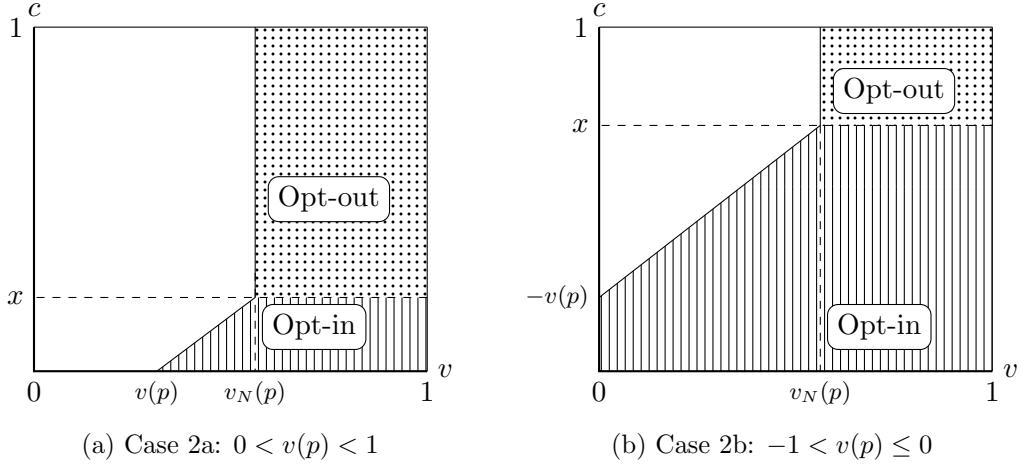 c
1
Opt-out
x
Opt-in
v
0
v(p)
v_N(p)
1
(a) Case 2a: 0 < v(p) < 1
c
1
Opt-out
x
−v(p)
Opt-in
v
0
v_N(p)
1
(b) Case 2b: −1 < v(p) ≤ 0